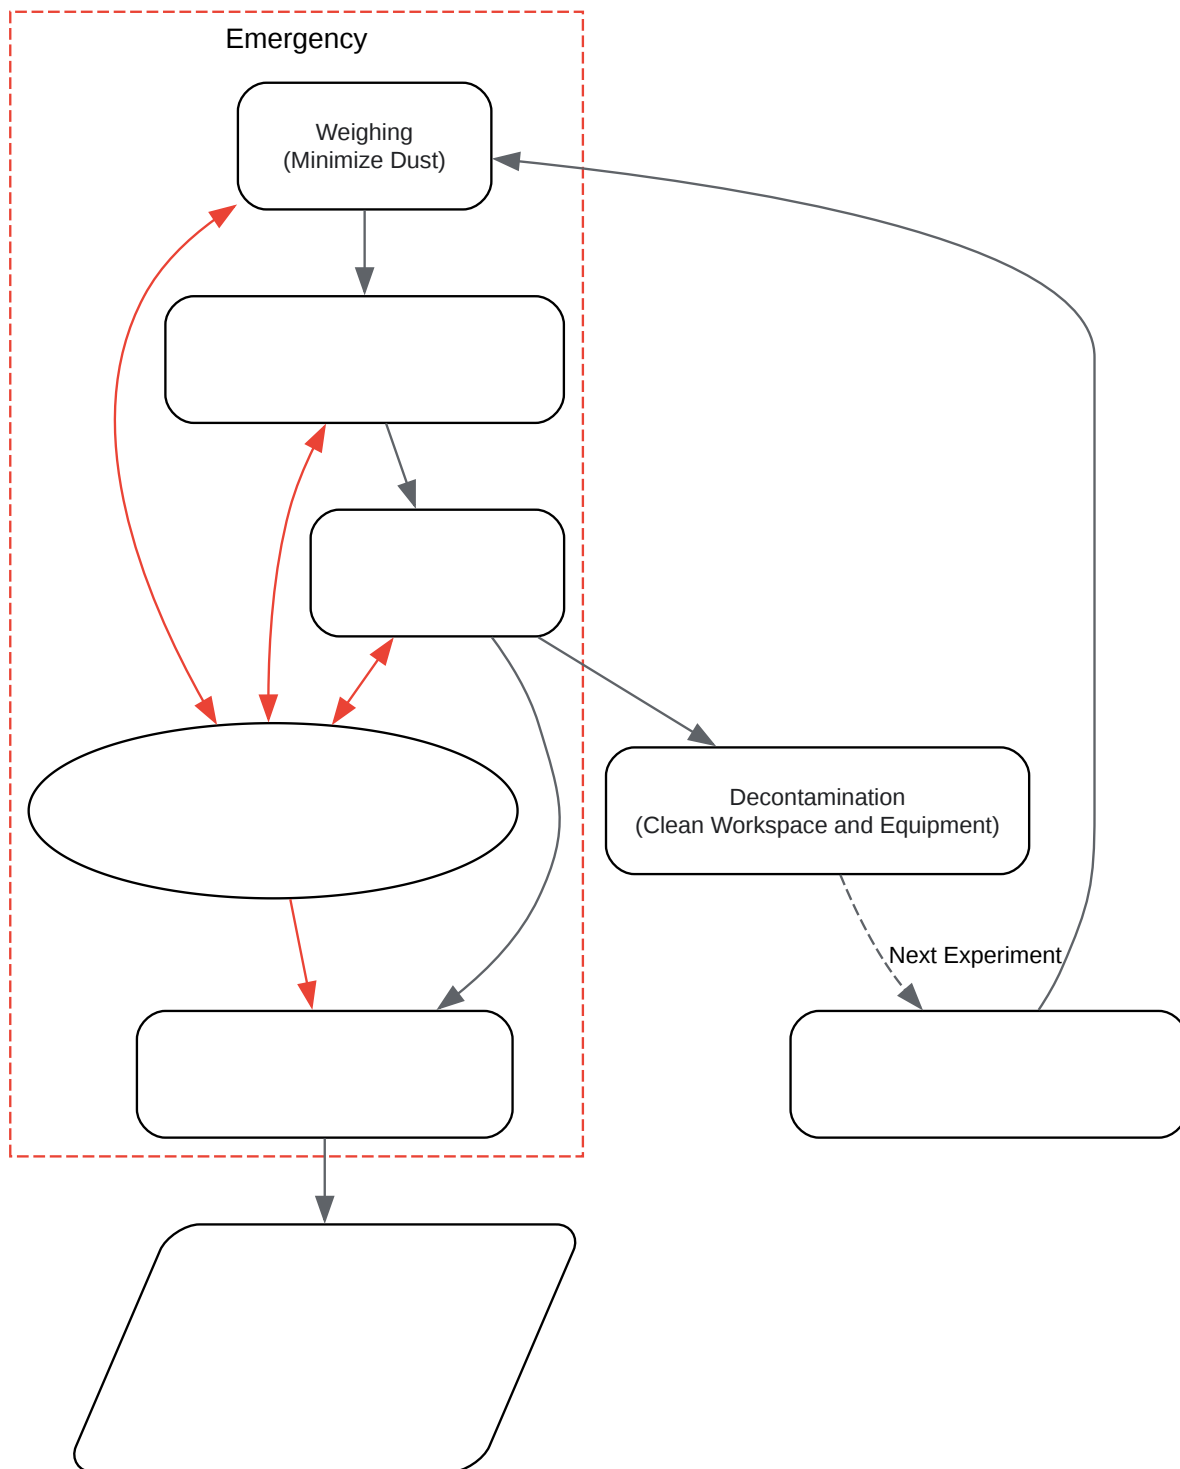 Emergency
Weighing
(Minimize Dust)
Decontamination
(Clean Workspace and Equipment)
Next Experiment